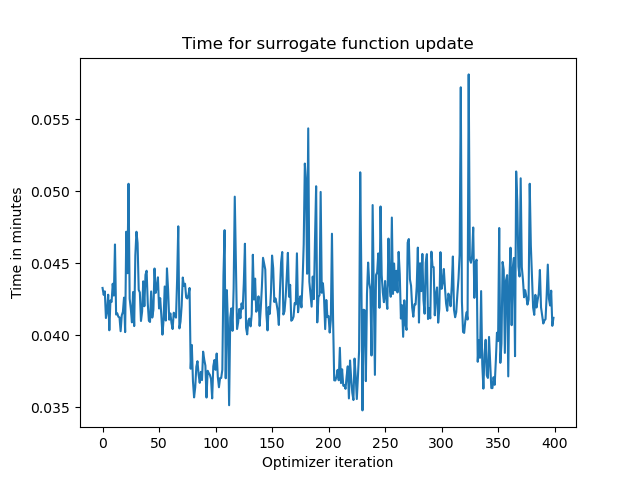 Time for surrogate function update
Time in minutes
0.055
0.050
0.045
0.040
0.035
0 50 100 150 200 250 300 350 400
Optimizer iteration